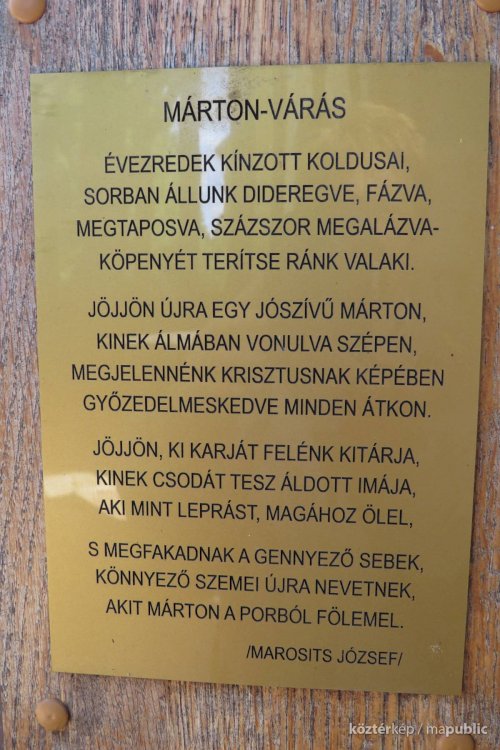 MÁRTON-VÁRÁS
ÉVEZREDEK KÍNZOTT KOLDUSAI,
SORBAN ÁLLUNK DIDEREGVE, FÁZVA,
MEGTAPOSVA, SZÁZSZOR MEGALÁZVA-
KÖPENYÉT TERÍTSE RÁNK VALAKI.
JÖJJÖN ÚJRA EGY JÓSZÍVŰ MÁRTON,
KINEK ÁLMÁBAN VONULVA SZÉPEN,
MEGJELENNÉNK KRISZTUSNAK KÉPÉBEN
GYŐZEDELMESKEDVE MINDEN ÁTKON.
JÖJJÖN, KI KARJÁT FELÉNK KITÁRJA,
KINEK CSODÁT TESZ ÁLDOTT IMÁJA,
AKI MINT LEPRÁST, MAGÁHOZ ÖLEL,
S MEGFAKADNAK A GENNYEZŐ SEBEK,
KÖNNYEZŐ SZEMEI ÚJRA NEVETNEK,
AKIT MÁRTON A PORBÓL FÖLEMEL.
/MAROSITS JÓZSEF/
köztérkép / mapublic